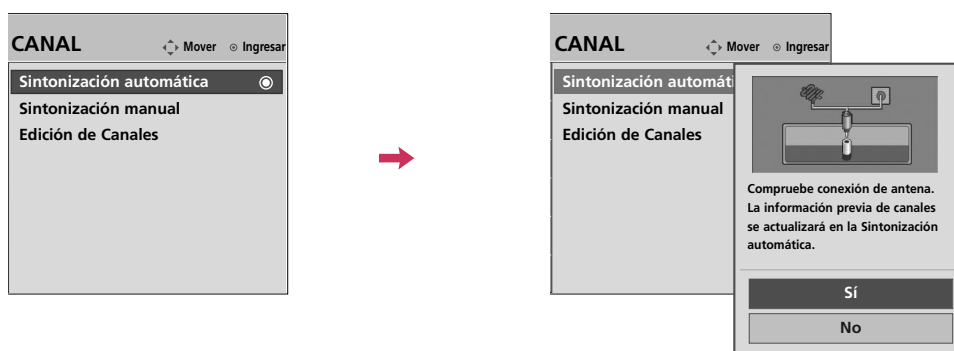 CANAL
Mover
Ingresar
Sintonización automática
Sintonización manual
Edición de Canales
CANAL
Mover
Ingresar
Sintonización automáti
Sintonización manual
Edición de Canales
Compruebe conexión de antena.
La información previa de canales
se actualizará en la Sintonización
automática.
Sí
No